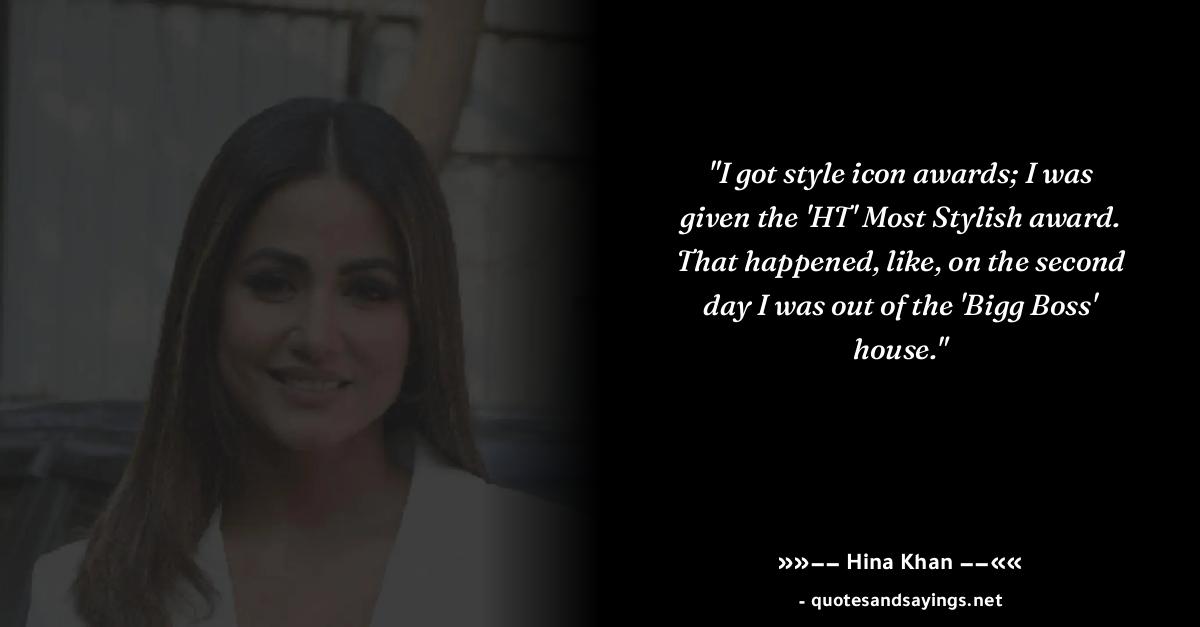 "I got style icon awards; I was
given the 'HT' Most Stylish award.
That happened, like, on the second
day I was out of the 'Bigg Boss'
house."
»»−− Hina Khan −−««
- quotesandsayings.net